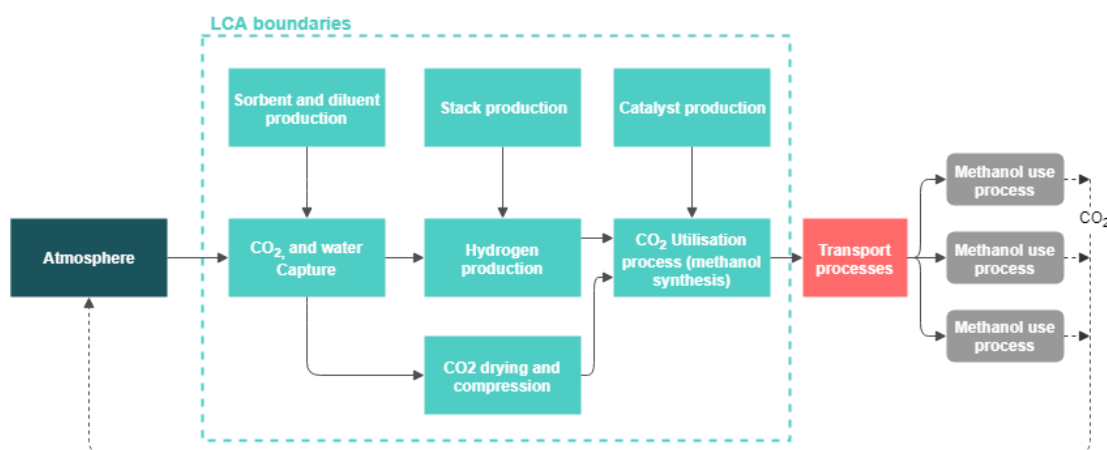 LCA boundaries
Sorbent and diluent
production
Stack production
Catalyst production
Atmosphere
CO₂, and water
Capture
Hydrogen
production
CO₂ Utilisation
process (methanol
synthesis)
CO2 drying and
compression
Transport
processes
Methanol use
process
Methanol use
process
Methanol use
process
CO₂